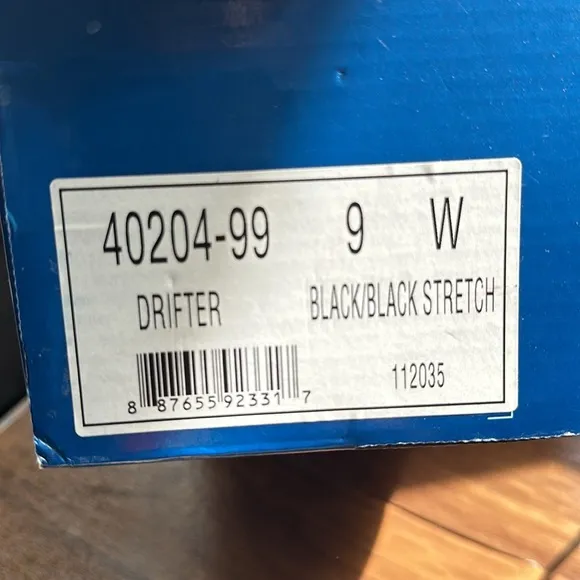 40204-99 9 W
DRIFTER BLACK/BLACK STRETCH
112035
8 87655 92331 7